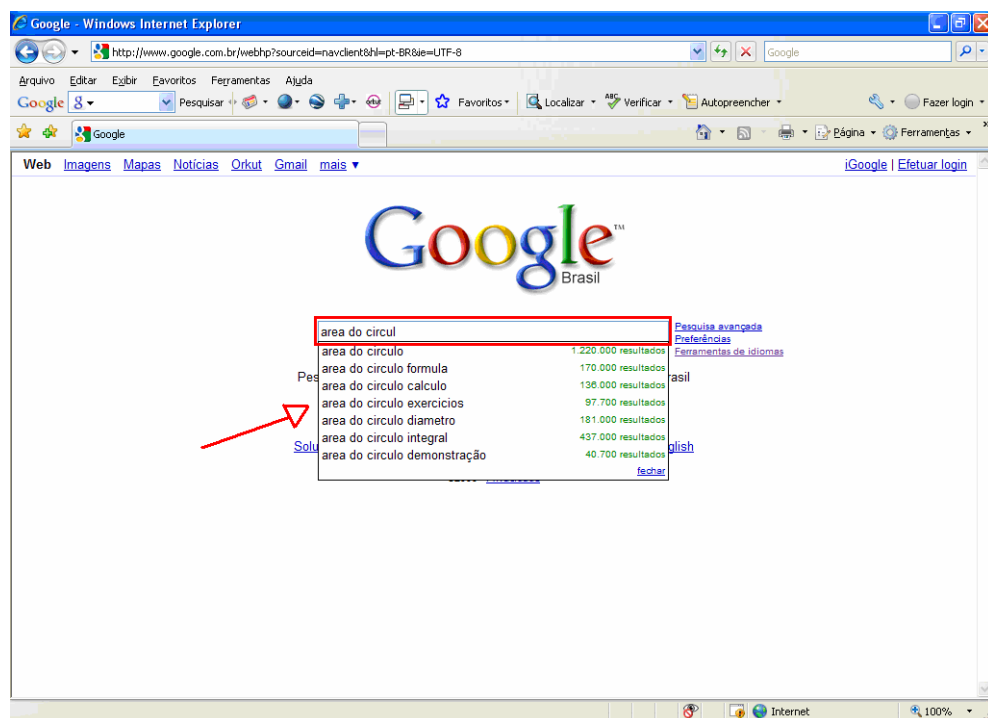 Google - Windows Internet Explorer
http://www.google.com.br/webhp?sourceid=navclient&hl=pt-BR&ie=UTF-8
Google
Arquivo Editar Exibir Favoritos Ferramentas Ajuda
Google Pesquisar Favoritos Localizar ABC Verificar Autopreencher Fazer login
Google Página Ferramentas
Web Imagens Mapas Notícias Orkut Gmail mais ▼ iGoogle | Efetuar login
Google™
Brasil
area do circul
Pesquisa avançada
Preferências
Ferramentas de idiomas
area do circulo 1.220.000 resultados
area do circulo formula 170.000 resultados
area do circulo calculo 136.000 resultados
area do circulo exercicios 97.700 resultados
area do circulo diametro 181.000 resultados
area do circulo integral 437.000 resultados
area do circulo demonstração 40.700 resultados
fechar
Internet 100%